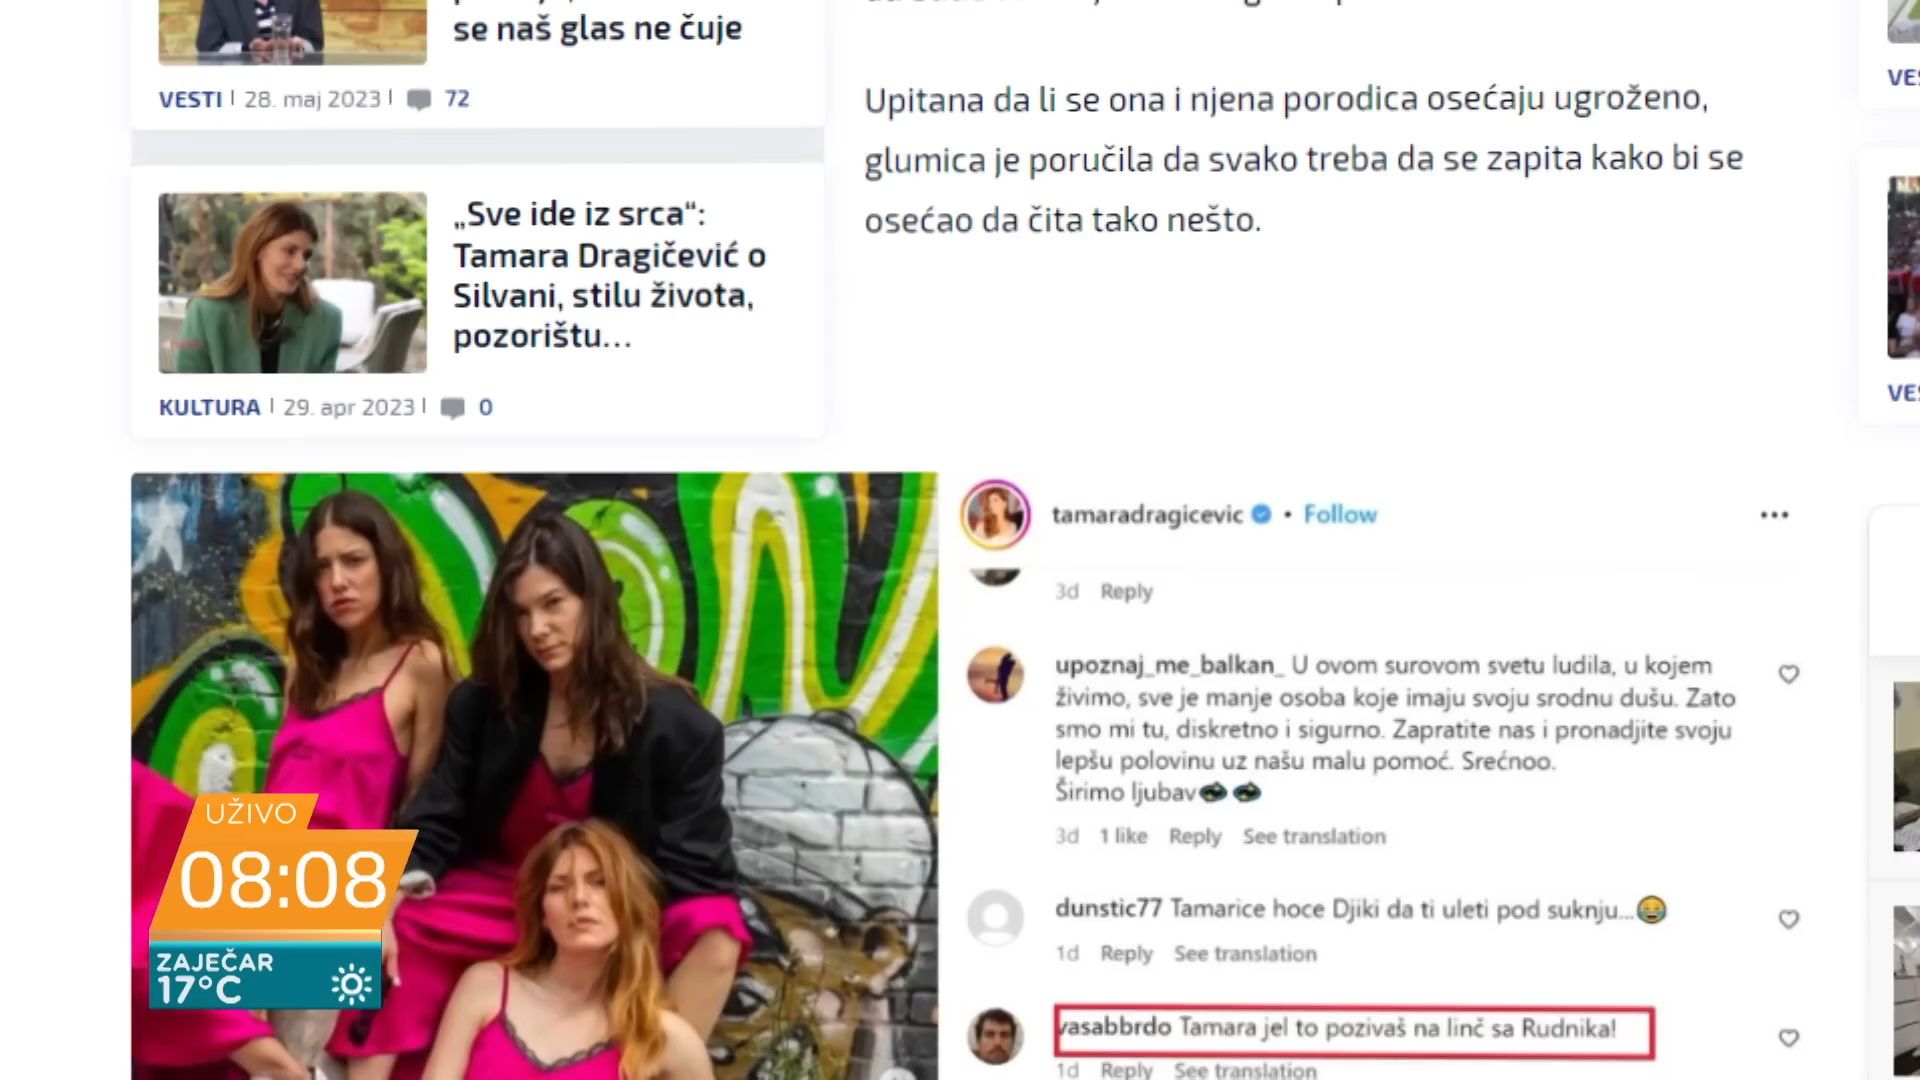 se naš glas ne čuje
VESTI | 28. maj 2023 | 72
„Sve ide iz srca“:
Tamara Dragičević o
Silvani, stilu života,
pozorištu...
KULTURA | 29. apr 2023 | 0
Upitana da li se ona i njena porodica osećaju ugroženo,
glumica je poručila da svako treba da se zapita kako bi se
osećao da čita tako nešto.
tamaradragicevic • Follow
3d Reply
upoznaj_me_balkan_ U ovom surovom svetu ludila, u kojem
živimo, sve je manje osoba koje imaju svoju srodnu dušu. Zato
smo mi tu, diskretno i sigurno. Zapratite nas i pronadjite svoju
lepšu polovinu uz našu malu pomoć. Srećnoo.
Širimo ljubav
3d 1 like Reply See translation
dunstic77 Tamarice hoce Djiki da ti uleti pod suknju...😂
1d Reply See translation
vasabbrdo Tamara jel to pozivaš na linč sa Rudnika!
1d Reply See translation
UŽIVO
08:08
ZAJEČAR
17°C